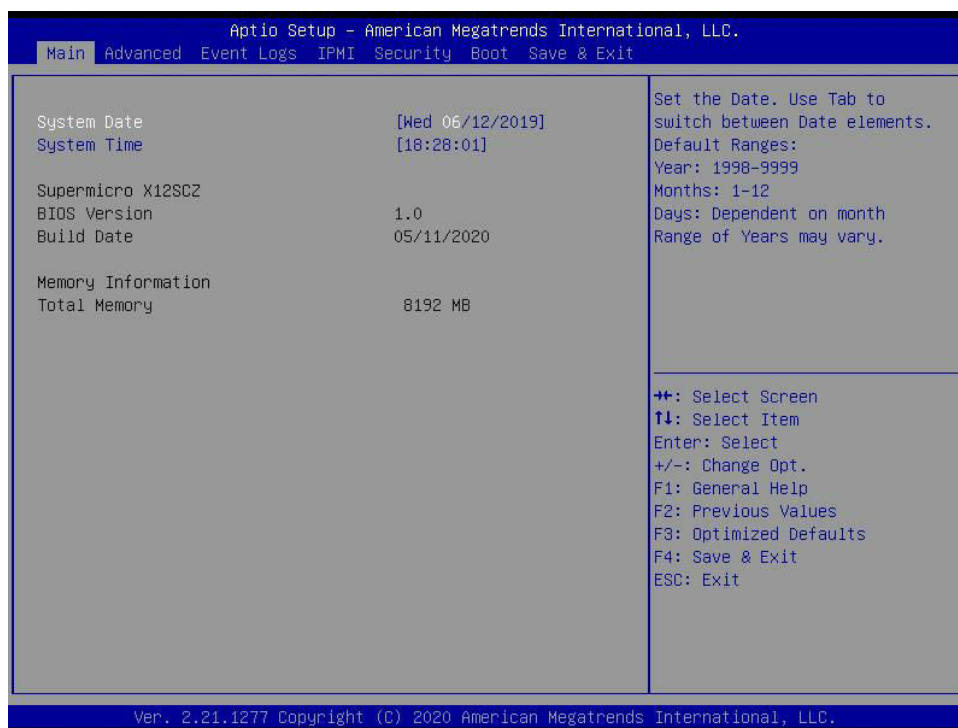 Aptio Setup – American Megatrends International, LLC.
Main Advanced Event Logs IPMI Security Boot Save & Exit
System Date [Wed 06/12/2019]
System Time [18:28:01]
Supermicro X12SCZ
BIOS Version 1.0
Build Date 05/11/2020
Memory Information
Total Memory 8192 MB
Set the Date. Use Tab to
switch between Date elements.
Default Ranges:
Year: 1998-9999
Months: 1-12
Days: Dependent on month
Range of Years may vary.
→←: Select Screen
↑↓: Select Item
Enter: Select
+/-: Change Opt.
F1: General Help
F2: Previous Values
F3: Optimized Defaults
F4: Save & Exit
ESC: Exit
Ver. 2.21.1277 Copyright (C) 2020 American Megatrends International, LLC.